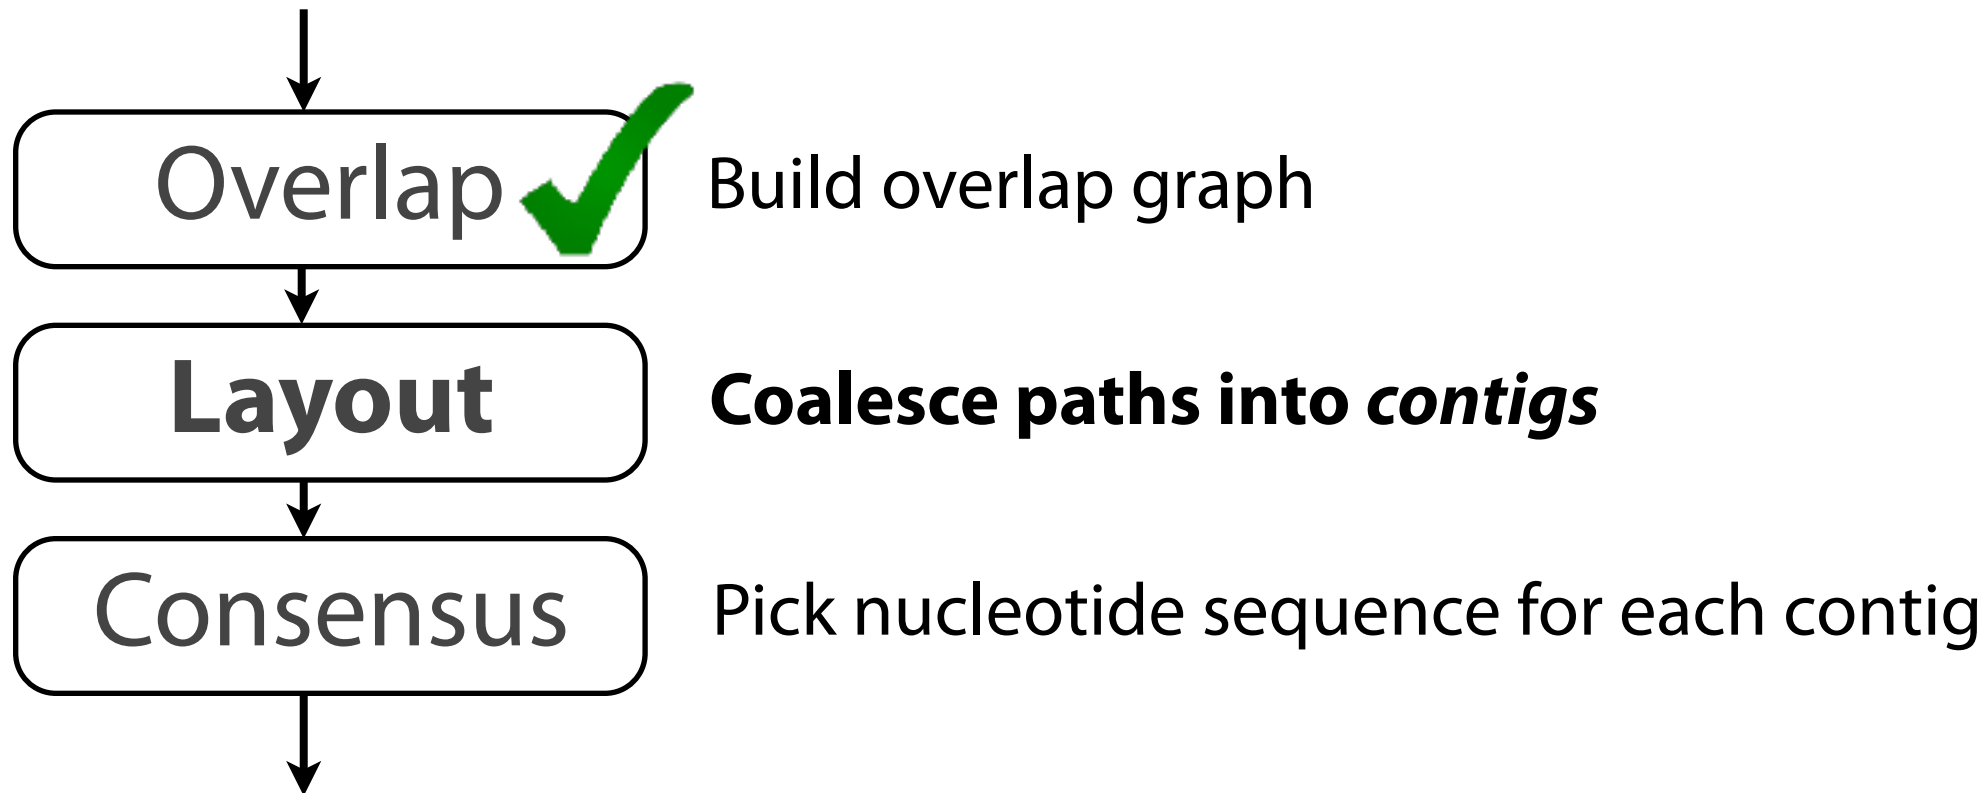 Overlap
Build overlap graph
Layout
Coalesce paths into contigs
Consensus
Pick nucleotide sequence for each contig